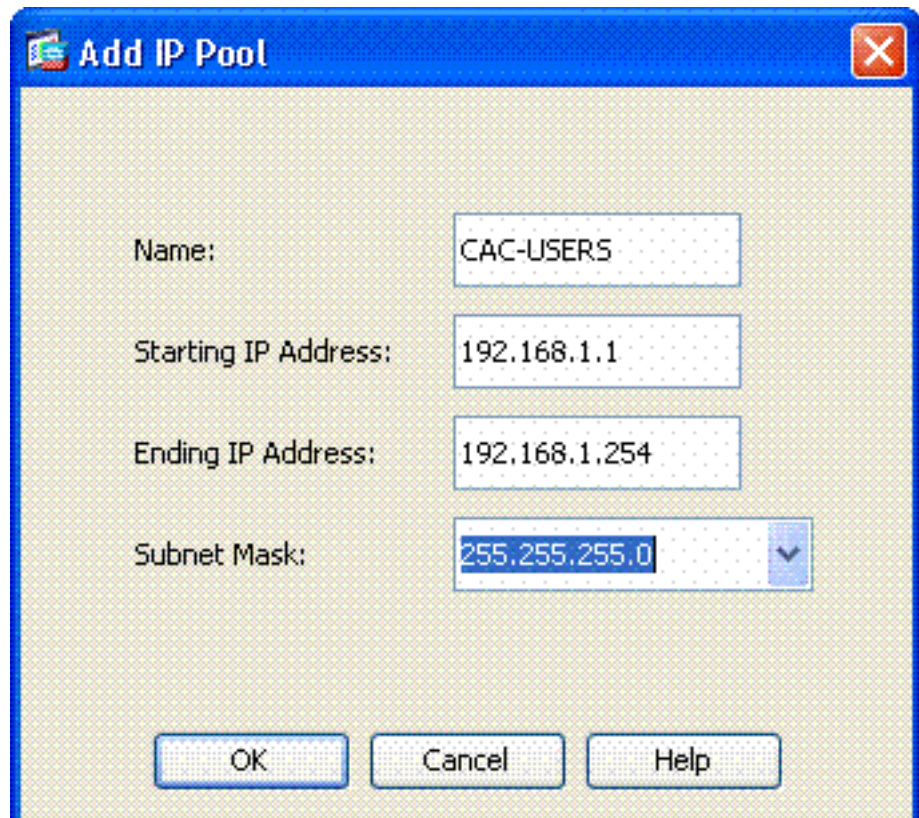 Add IP Pool
Name: CAC-USERS
Starting IP Address: 192.168.1.1
Ending IP Address: 192.168.1.254
Subnet Mask: 255.255.255.0
OK Cancel Help